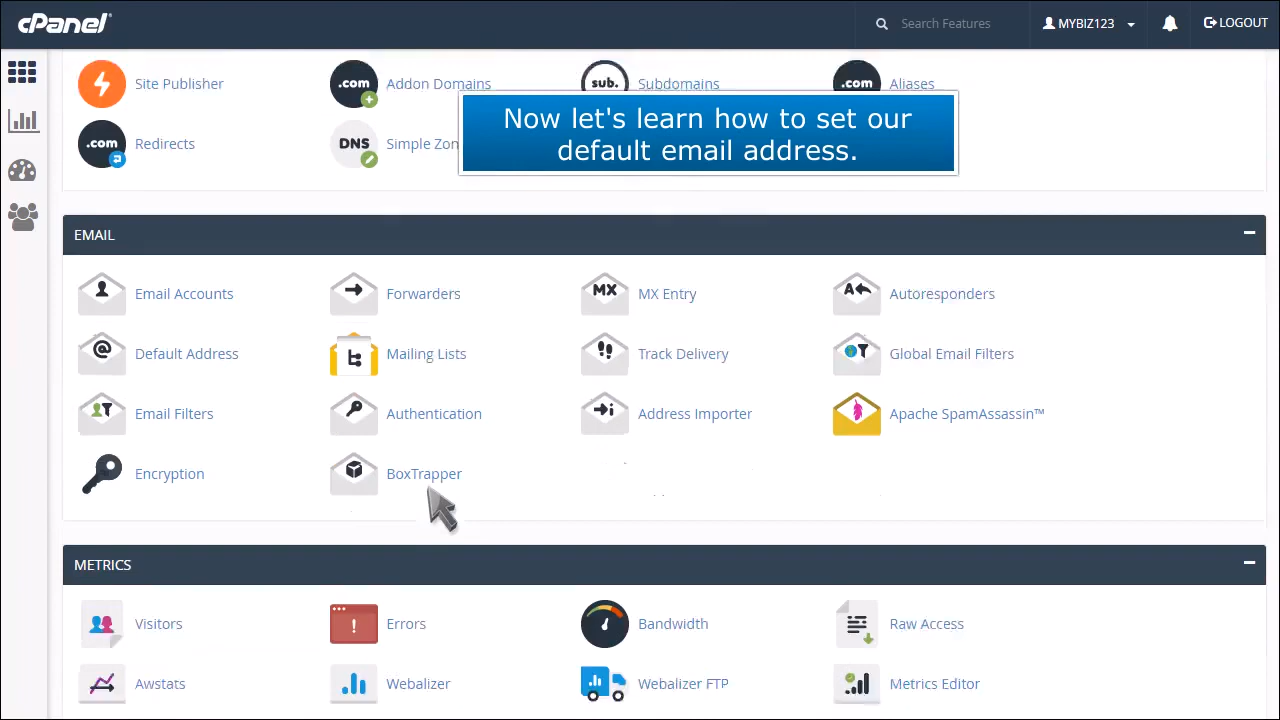 cPanel®
Search Features
MYBIZ123
LOGOUT
Site Publisher
.com
Addon Domains
sub.
Subdomains
.com
Aliases
.com
Redirects
DNS
Simple Zon
Now let's learn how to set our
default email address.
EMAIL
Email Accounts
Forwarders
MX
MX Entry
A
Autoresponders
@
Default Address
Mailing Lists
Track Delivery
Global Email Filters
Email Filters
Authentication
Address Importer
Apache SpamAssassin™
Encryption
BoxTrapper
METRICS
Visitors
Errors
Bandwidth
Raw Access
Awstats
Webalizer
Webalizer FTP
Metrics Editor